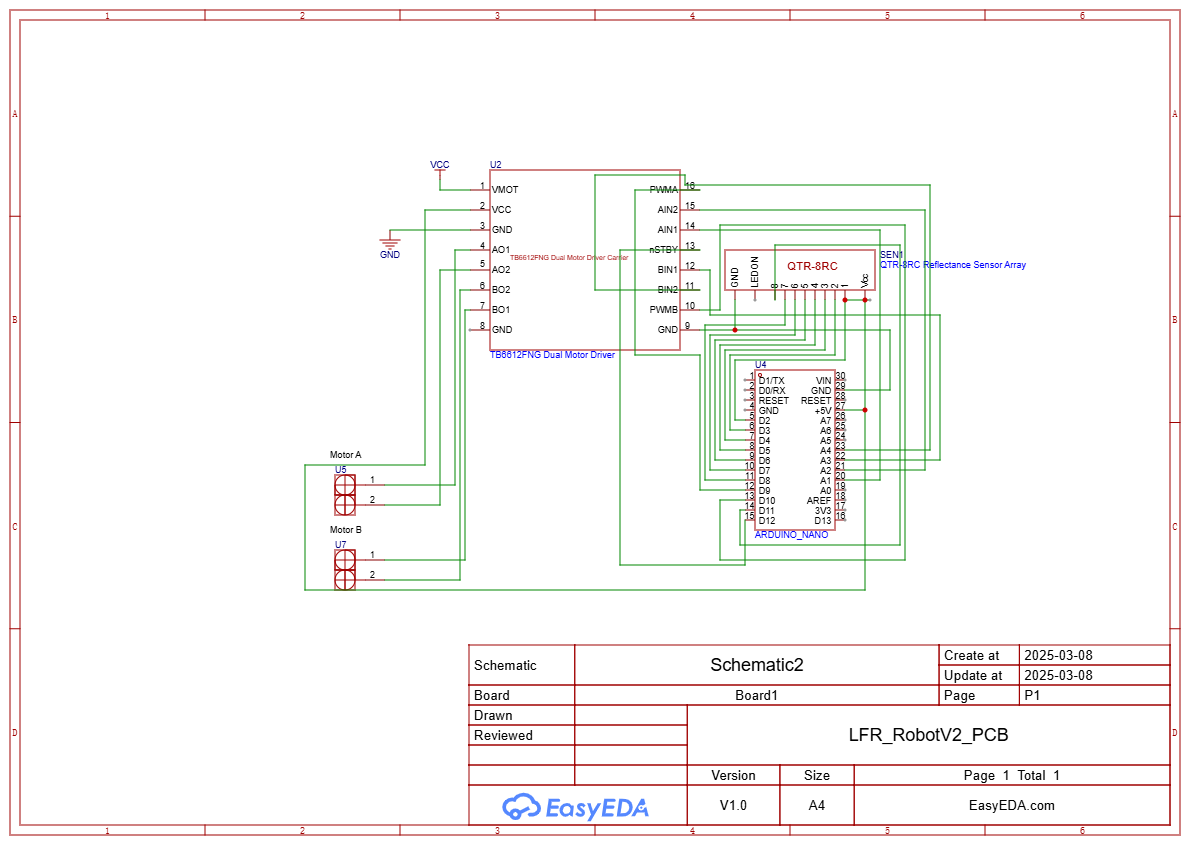 1 2 3 4 5 6
A A
B B
C C
D D
VCC
GND
U2
1 VMOT
2 VCC
3 GND
4 AO1
5 AO2
6 BO2
7 BO1
8 GND
PWMA 16
AIN2 15
AIN1 14
nSTBY 13
BIN1 12
BIN2 11
PWMB 10
GND 9
TB6612FNG Dual Motor Driver Carrier
TB6612FNG Dual Motor Driver
SEN1
QTR-8RC Reflectance Sensor Array
QTR-8RC
GND
LEDON
8 7 6 5 4 3 2 1
Vcc
U4
1 D1/TX
2 D0/RX
3 RESET
4 GND
5 D2
6 D3
7 D4
8 D5
9 D6
10 D7
11 D8
12 D9
13 D10
14 D11
15 D12
VIN 30
GND 29
RESET 28
+5V 27
A7 26
A6 25
A5 24
A4 23
A3 22
A2 21
A1 20
A0 19
AREF 18
3V3 17
D13 16
ARDUINO_NANO
Motor A
U5
1
2
Motor B
U7
1
2
Schematic
Schematic2
Create at 2025-03-08
Update at 2025-03-08
Board
Board1
Page P1
Drawn
Reviewed
LFR_RobotV2_PCB
Version Size Page 1 Total 1
EasyEDA
V1.0 A4 EasyEDA.com
1 2 3 4 5 6